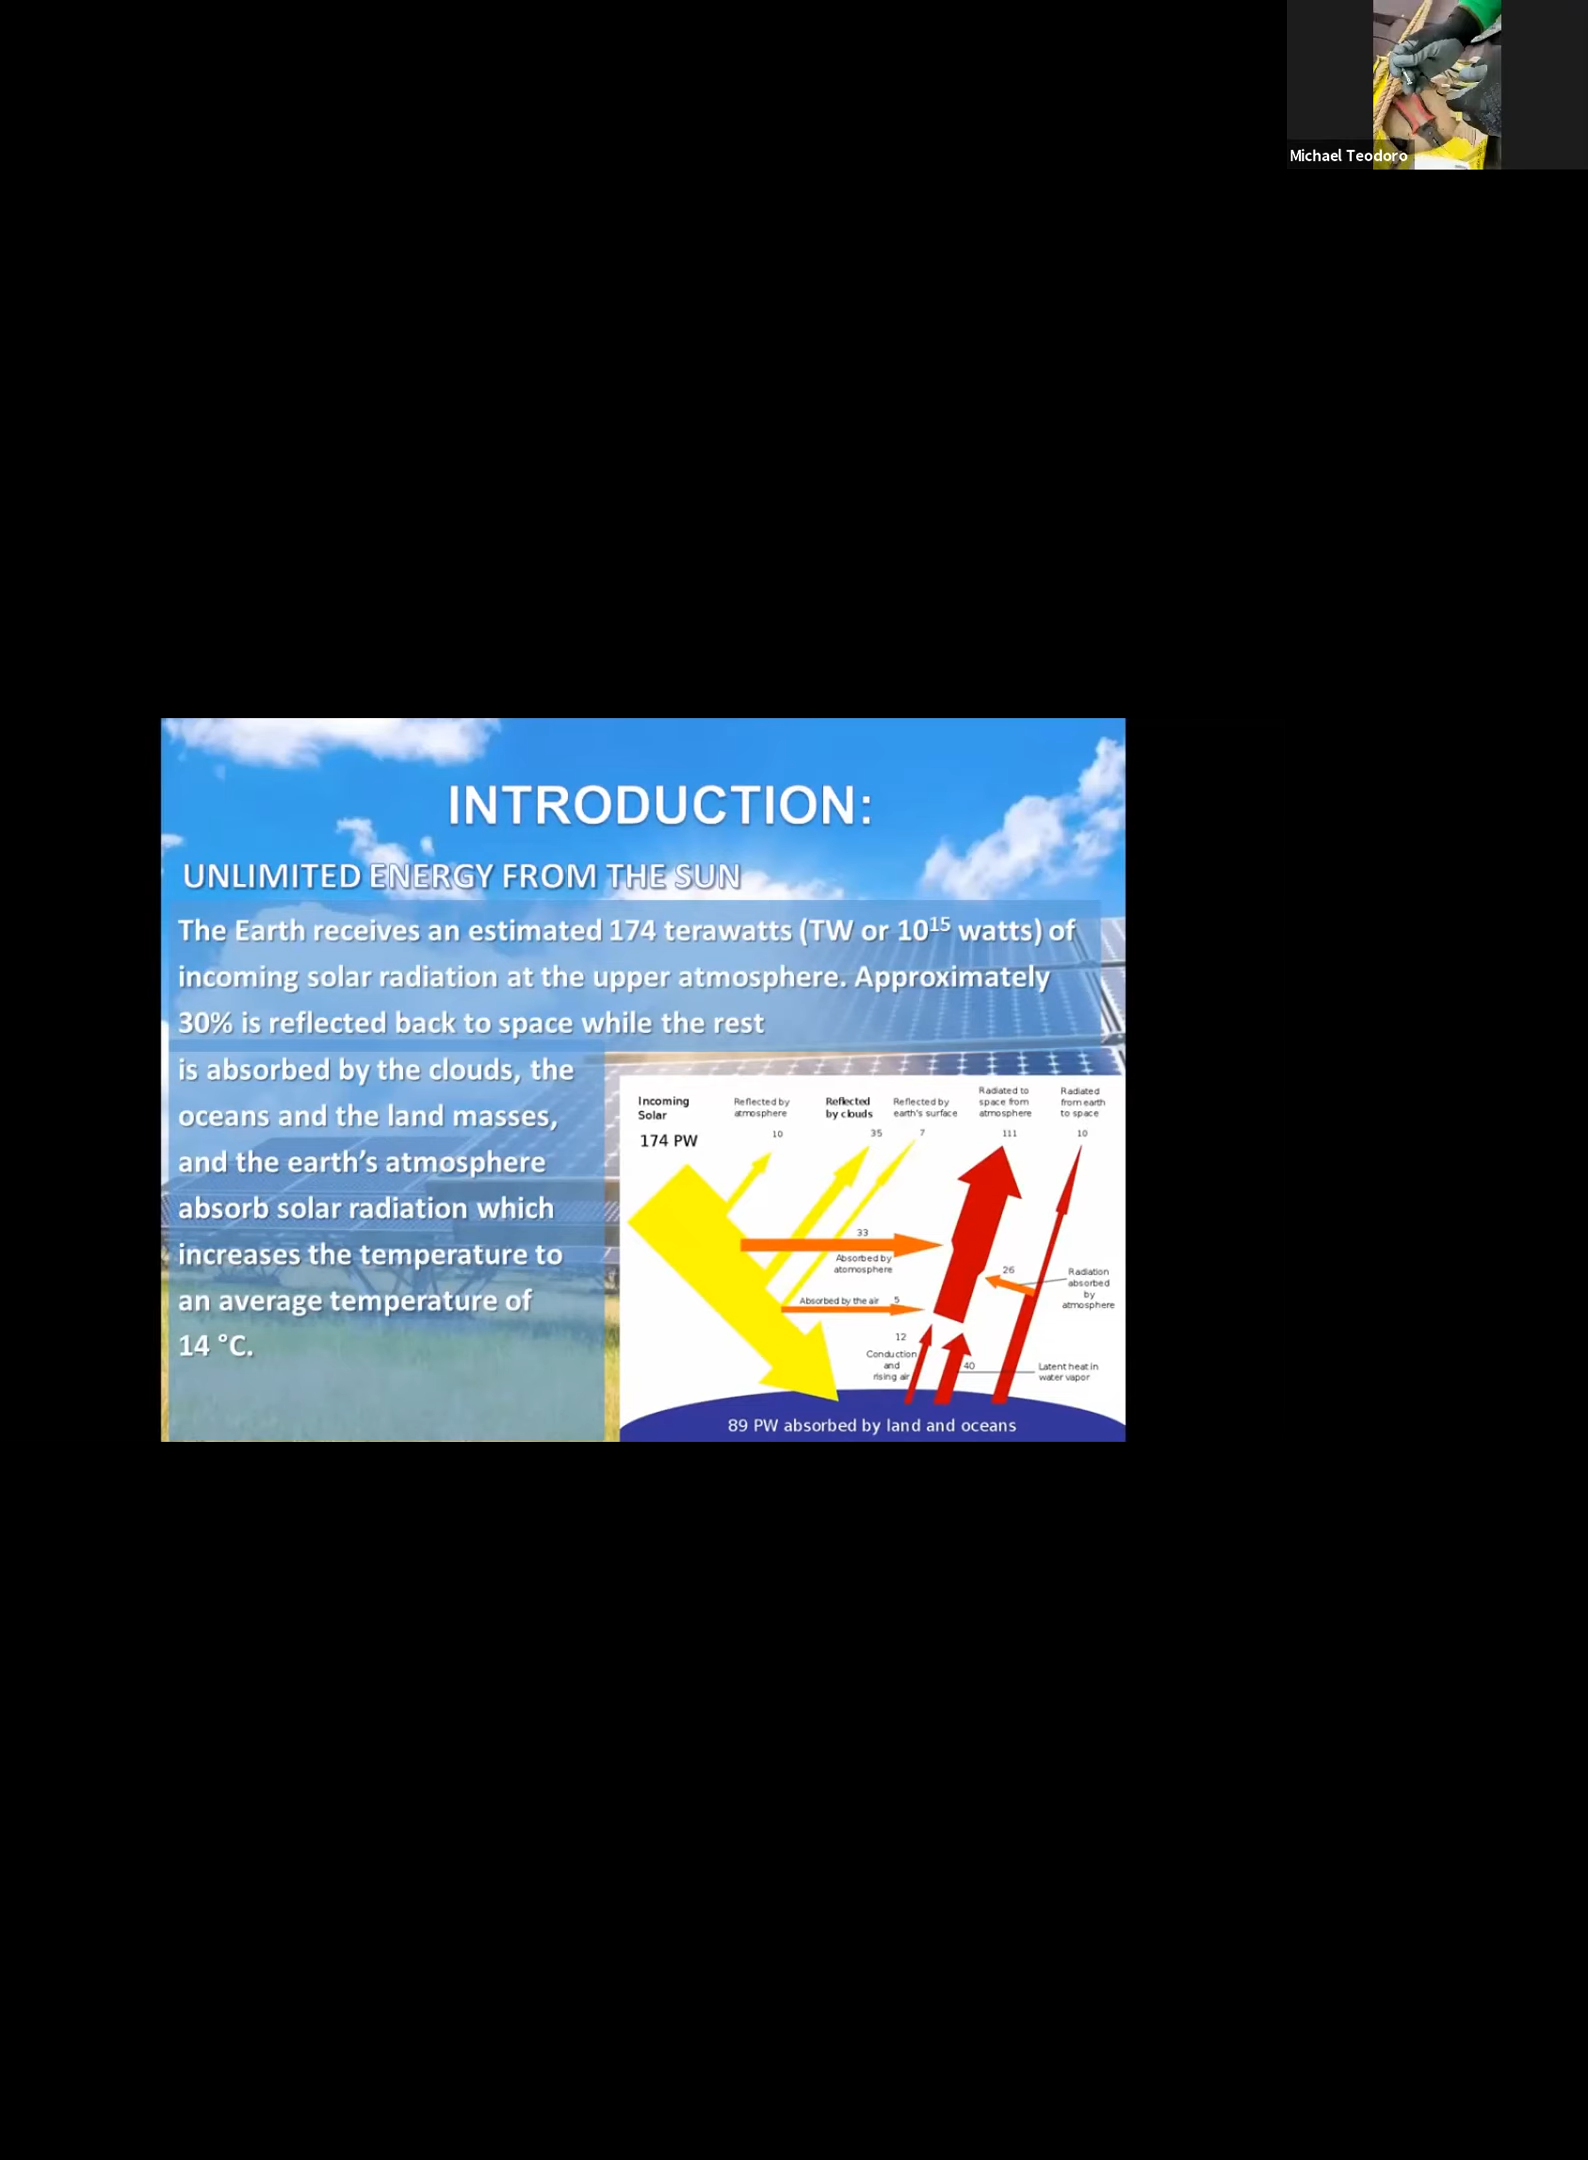 Michael Teodoro
INTRODUCTION:
UNLIMITED ENERGY FROM THE SUN
The Earth receives an estimated 174 terawatts (TW or 10¹⁵ watts) of
incoming solar radiation at the upper atmosphere. Approximately
30% is reflected back to space while the rest
is absorbed by the clouds, the
oceans and the land masses,
and the earth’s atmosphere
absorb solar radiation which
increases the temperature to
an average temperature of
14 °C.
Incoming
Solar
174 PW
Reflected by
atmosphere
10
Reflected
by clouds
35
Reflected by
earth's surface
7
Radiated to
space from
atmosphere
111
Radiated
from earth
to space
10
33
Absorbed by
atomosphere
26
Radiation
absorbed
by
atmosphere
Absorbed by the air 5
12
Conduction
and
rising air
40
Latent heat in
water vapor
89 PW absorbed by land and oceans